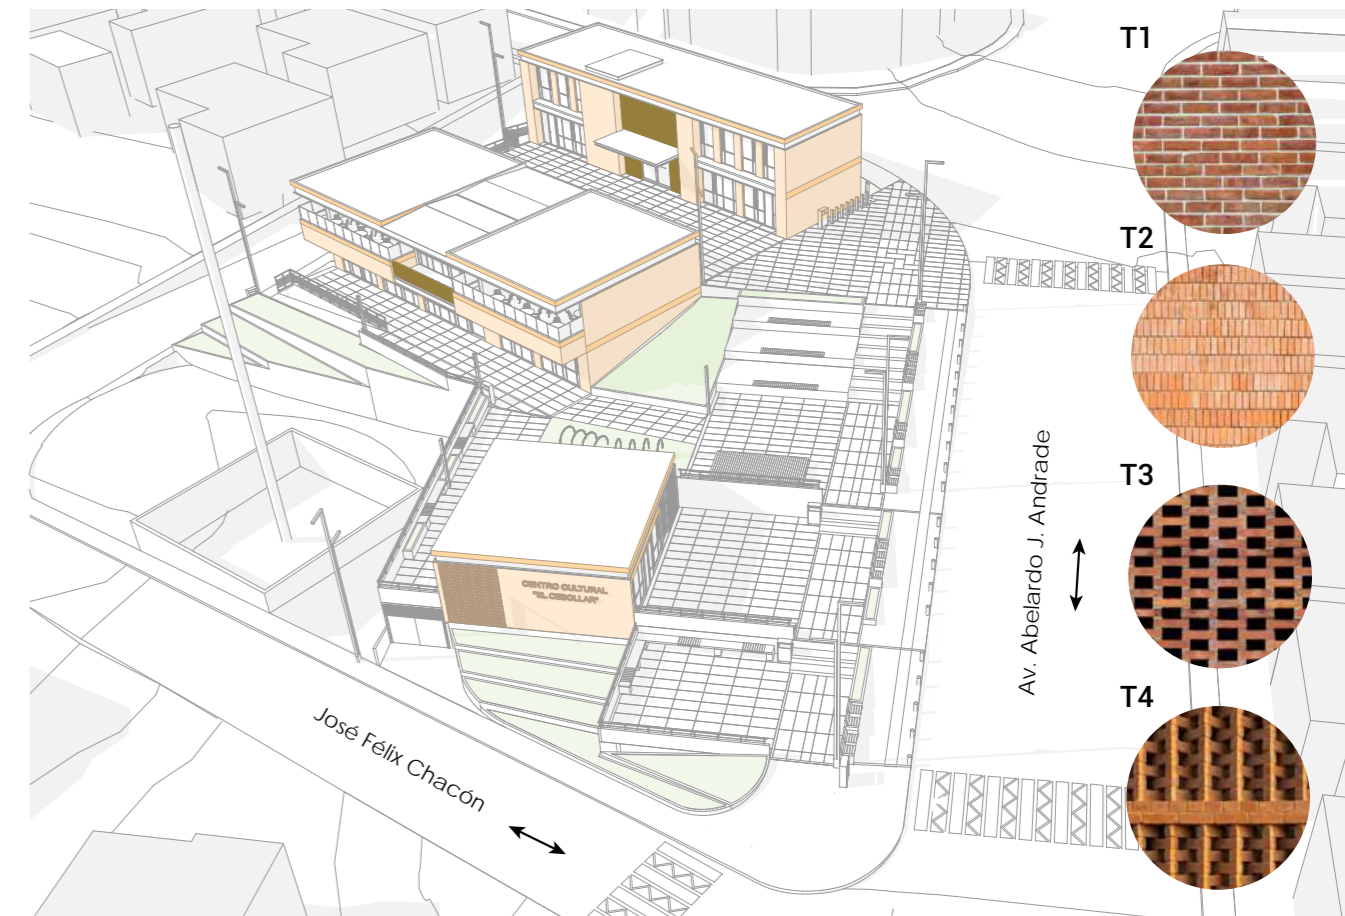 T1
T2
T3
T4
CENTRO CULTURAL
"EL CEBOLLAR"
Av. Abelardo J. Andrade
José Félix Chacón